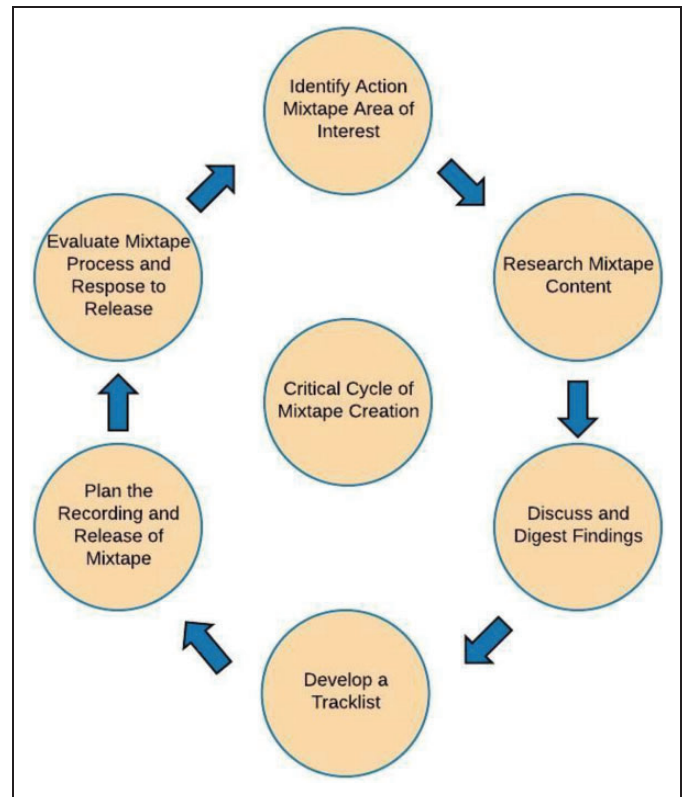 Identify Action
Mixtape Area of
Interest
Research Mixtape
Content
Discuss and
Digest Findings
Develop a
Tracklist
Plan the
Recording and
Release of
Mixtape
Evaluate Mixtape
Process and
Respose to
Release
Critical Cycle of
Mixtape Creation